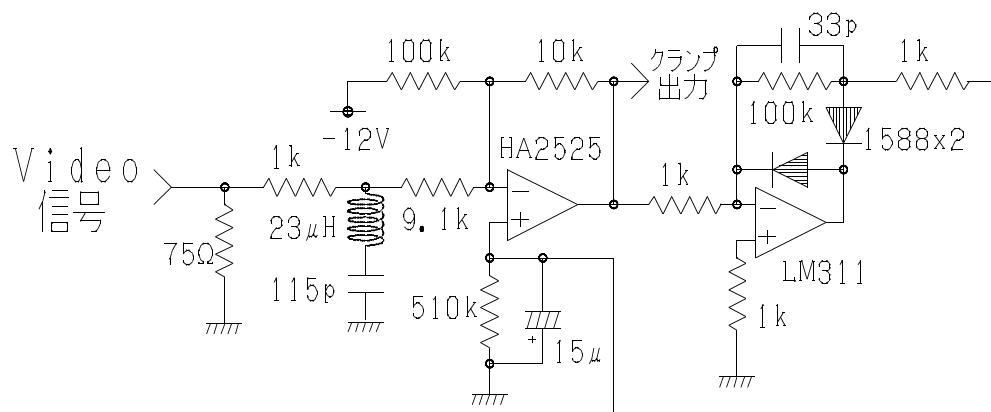 33p
100k
10k
クランプ
出力
1k
100k
-12V
HA2525
1588x2
Video
信号
1k
1k
23μH
9.1k
75Ω
LM311
115p
510k
1k
15μ